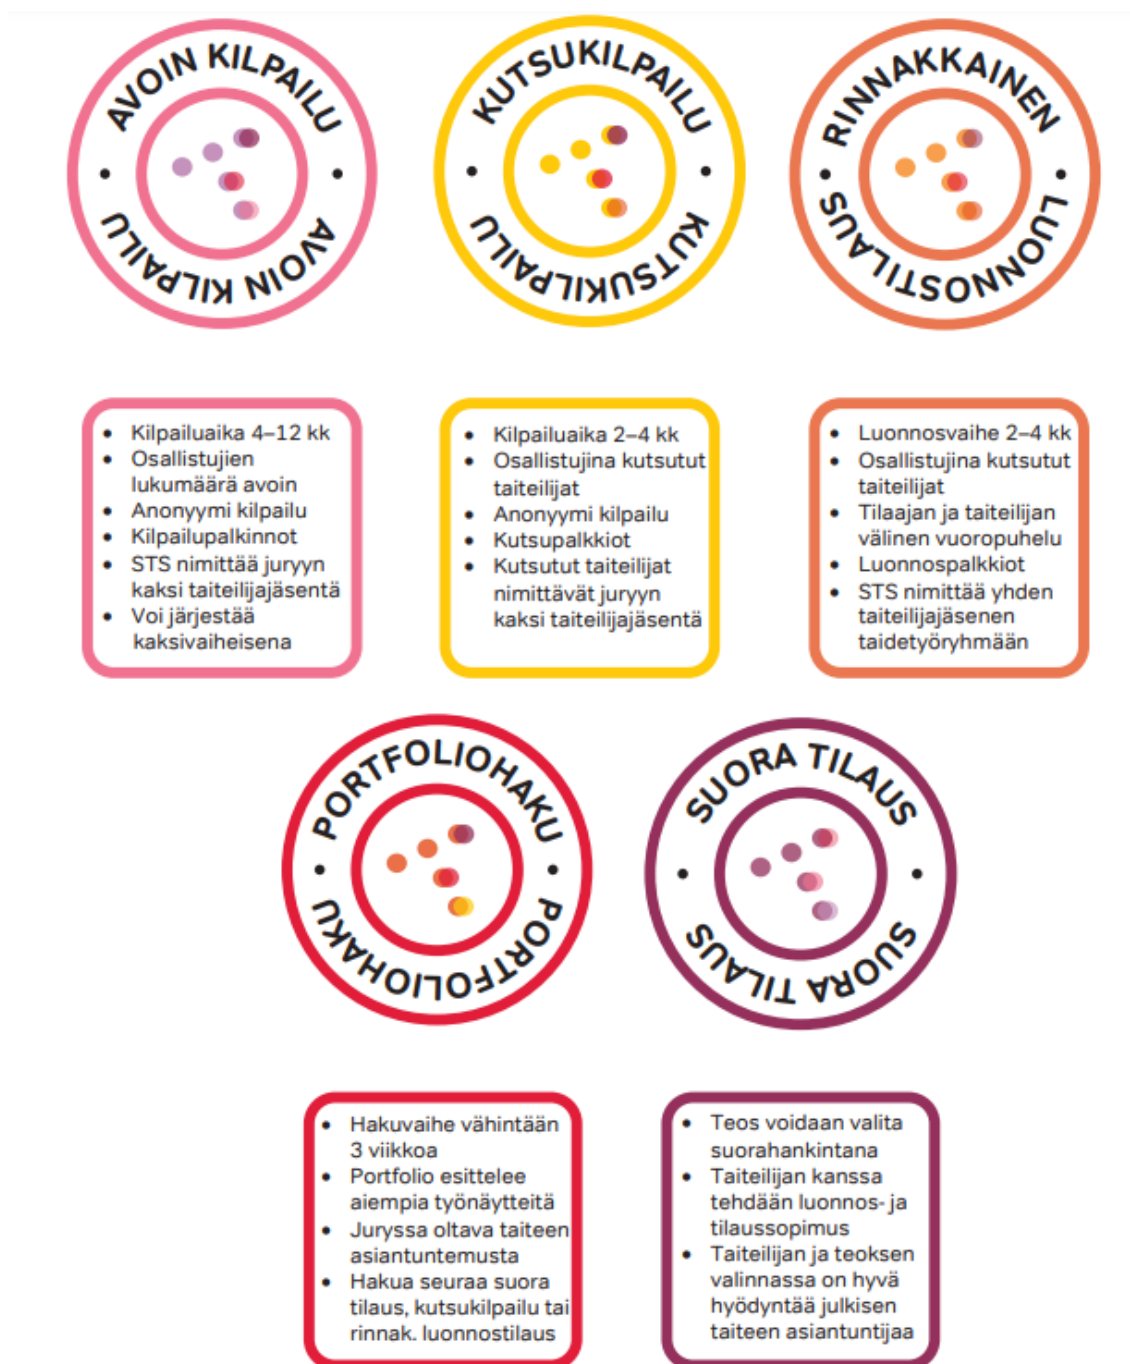 AVOIN KILPAILU
AVOIN KILPAILU
KUTSUKILPAILU
KUTSUKILPAILU
RINNAKKAINEN
LUONNOSTILAUS
• Kilpailuaika 4–12 kk
• Osallistujien
lukumäärä avoin
• Anonyymi kilpailu
• Kilpailupalkinnot
• STS nimittää juryyn
kaksi taiteilijajäsentä
• Voi järjestää
kaksivaiheisena
• Kilpailuaika 2–4 kk
• Osallistujina kutsutut
taiteilijat
• Anonyymi kilpailu
• Kutsupalkkiot
• Kutsutut taiteilijat
nimittävät juryyn
kaksi taiteilijajäsentä
• Luonnosvaihe 2–4 kk
• Osallistujina kutsutut
taiteilijat
• Tilaajan ja taiteilijan
välinen vuoropuhelu
• Luonnospalkkiot
• STS nimittää yhden
taiteilijajäsenen
taidetyöryhmään
PORTFOLIOHAKU
PORTFOLIOHAKU
SUORA TILAUS
SUORA TILAUS
• Hakuvaihe vähintään
3 viikkoa
• Portfolio esittelee
aiempia työnäytteitä
• Juryssa oltava taiteen
asiantuntemusta
• Hakua seuraa suora
tilaus, kutsukilpailu tai
rinnak. luonnostilaus
• Teos voidaan valita
suorahankintana
• Taiteilijan kanssa
tehdään luonnos- ja
tilaussopimus
• Taiteilijan ja teoksen
valinnassa on hyvä
hyödyntää julkisen
taiteen asiantuntijaa